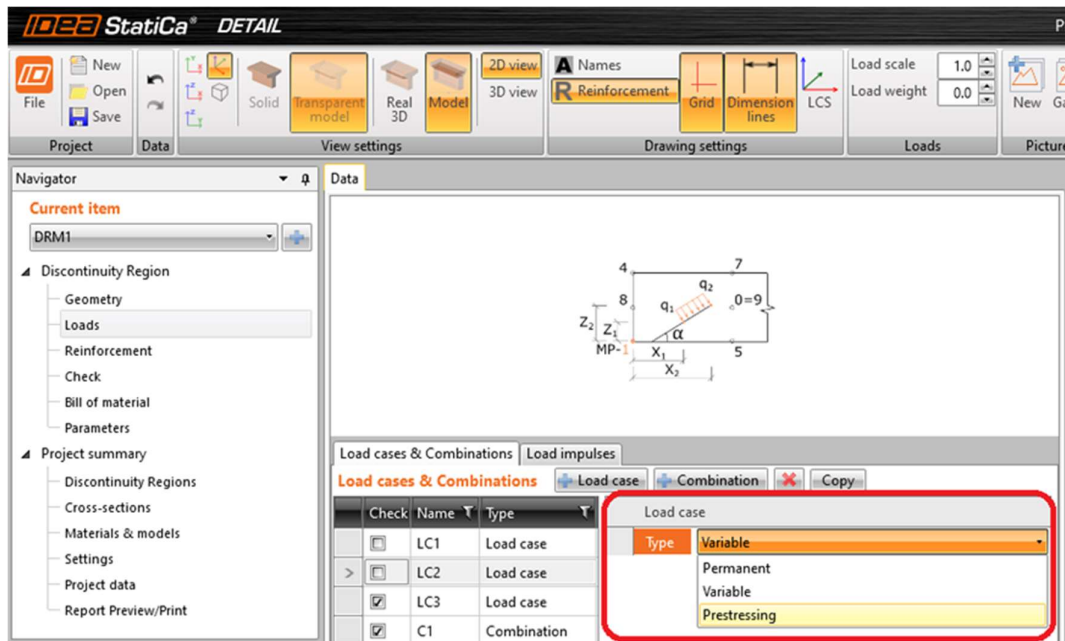 IDEA StatiCa® DETAIL
P
File
New
Open
Save
Project
Data
Solid
Transparent model
Real 3D
Model
2D view
3D view
View settings
A Names
R Reinforcement
Grid
Dimension lines
LCS
Drawing settings
Load scale 1.0
Load weight 0.0
Loads
New
Ga
Picture
Navigator
Current item
DRM1
Discontinuity Region
Geometry
Loads
Reinforcement
Check
Bill of material
Parameters
Project summary
Discontinuity Regions
Cross-sections
Materials & models
Settings
Project data
Report Preview/Print
Data
4 7
q2
8 q1 0=9
Z2 Z1 α
MP-1 X1 5
X2
Load cases & Combinations Load impulses
Load cases & Combinations Load case Combination Copy
Check Name Type
LC1 Load case
LC2 Load case
LC3 Load case
C1 Combination
Load case
Type Variable
Permanent
Variable
Prestressing